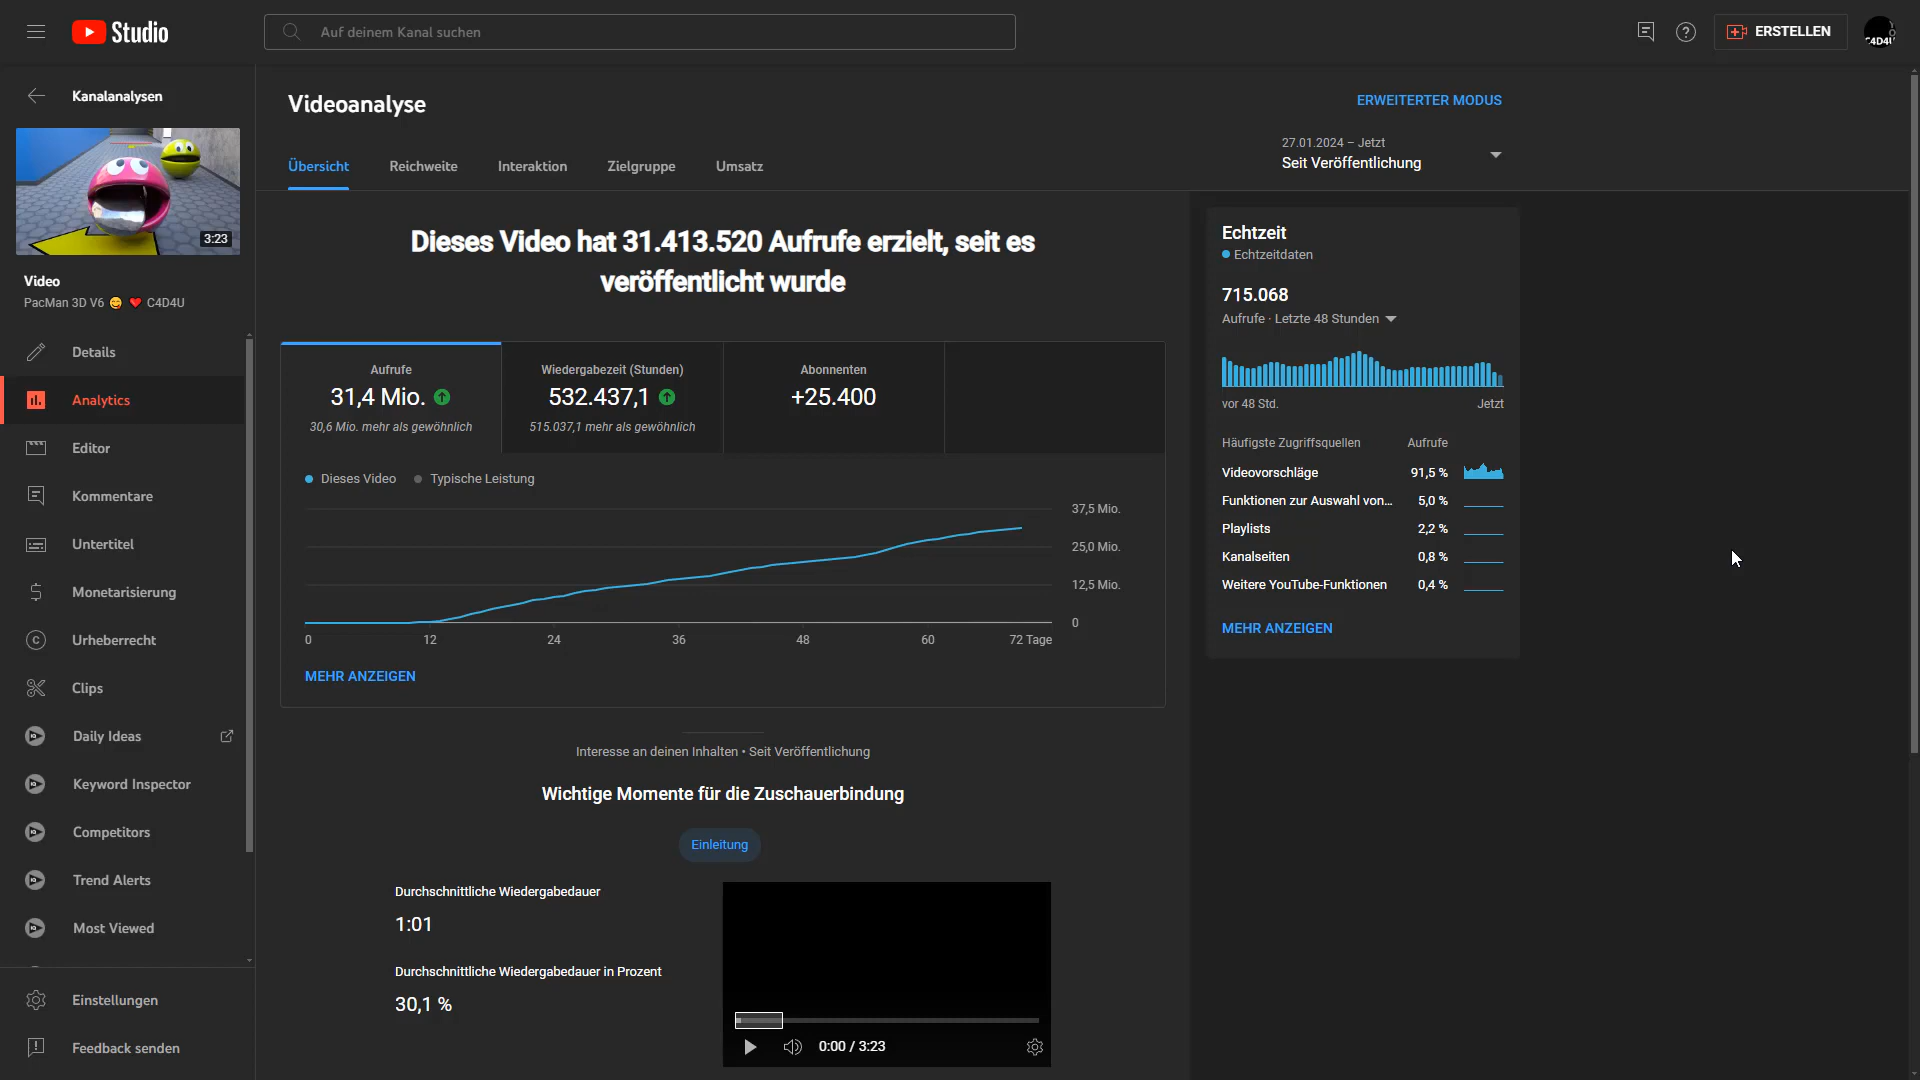 Studio
Auf deinem Kanal suchen
ERSTELLEN
C4D4U
Kanalanalysen
3:23
Video
PacMan 3D V6 😋 ❤️ C4D4U
Details
Analytics
Editor
Kommentare
Untertitel
Monetarisierung
Urheberrecht
Clips
Daily Ideas
Keyword Inspector
Competitors
Trend Alerts
Most Viewed
Einstellungen
Feedback senden
Videoanalyse
ERWEITERTER MODUS
Übersicht
Reichweite
Interaktion
Zielgruppe
Umsatz
27.01.2024 – Jetzt
Seit Veröffentlichung
Dieses Video hat 31.413.520 Aufrufe erzielt, seit es
veröffentlicht wurde
Aufrufe
31,4 Mio.
30,6 Mio. mehr als gewöhnlich
Wiedergabezeit (Stunden)
532.437,1
515.037,1 mehr als gewöhnlich
Abonnenten
+25.400
Dieses Video
Typische Leistung
37,5 Mio.
25,0 Mio.
12,5 Mio.
0
0 12 24 36 48 60 72 Tage
MEHR ANZEIGEN
Interesse an deinen Inhalten • Seit Veröffentlichung
Wichtige Momente für die Zuschauerbindung
Einleitung
Durchschnittliche Wiedergabedauer
1:01
Durchschnittliche Wiedergabedauer in Prozent
30,1 %
0:00 / 3:23
Echtzeit
Echtzeitdaten
715.068
Aufrufe · Letzte 48 Stunden
vor 48 Std. Jetzt
Häufigste Zugriffsquellen Aufrufe
Videovorschläge 91,5 %
Funktionen zur Auswahl von... 5,0 %
Playlists 2,2 %
Kanalseiten 0,8 %
Weitere YouTube-Funktionen 0,4 %
MEHR ANZEIGEN